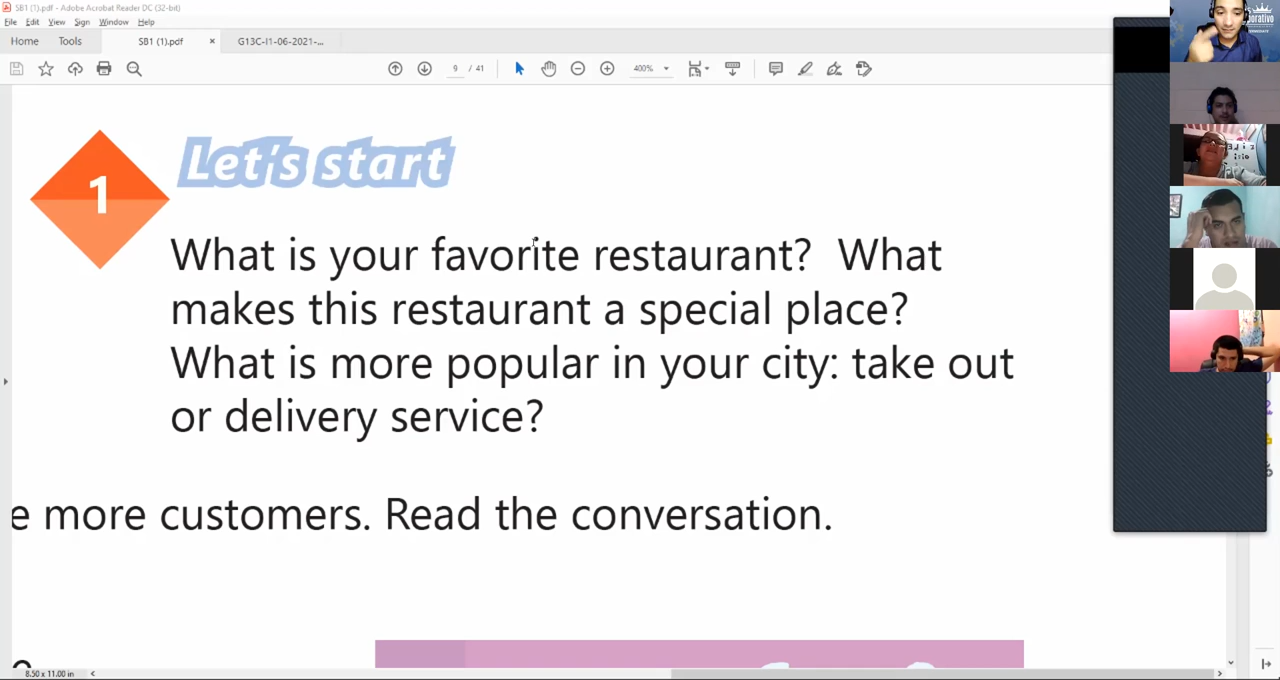 SB1 (1).pdf - Adobe Acrobat Reader DC (32-bit)
File Edit View Sign Window Help
Home Tools SB1 (1).pdf × G13C-I1-06-2021-...
9 / 41 400%
1
Let's start
What is your favorite restaurant? What
makes this restaurant a special place?
What is more popular in your city: take out
or delivery service?
e more customers. Read the conversation.
8.50 x 11.00 in